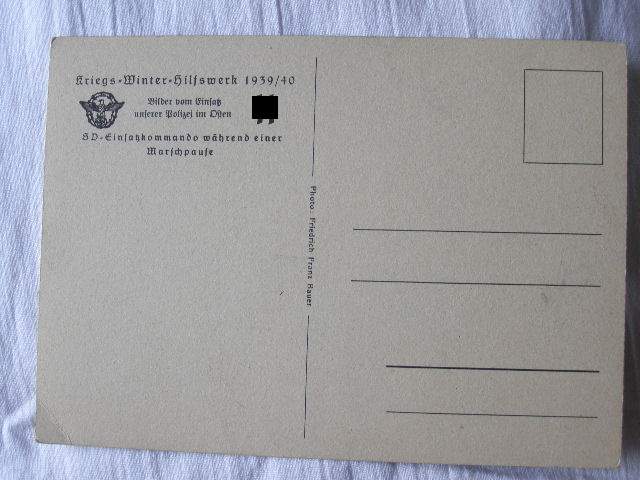 Kriegs-Winter-Hilfswerk 1939/40
Bilder vom Einsatz
unserer Polizei im Osten
SD-Einsatzkommando während einer
Marschpause
Photo: Friedrich Franz Bauer